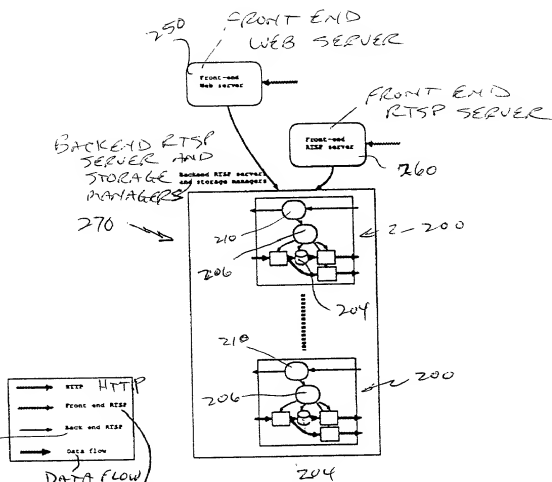 250
FRONT END
WEB SERVER
Front-end
Web server
FRONT END
RTSP SERVER
Front-end
RTSP server
260
BACKEND RTSP
SERVER AND
STORAGE
MANAGERS
Backend RTSP servers
and storage managers
270
210
200
206
204
210
200
206
204
HTTP HTTP
Front end RTSP
Back end RTSP
Data flow
DATA FLOW